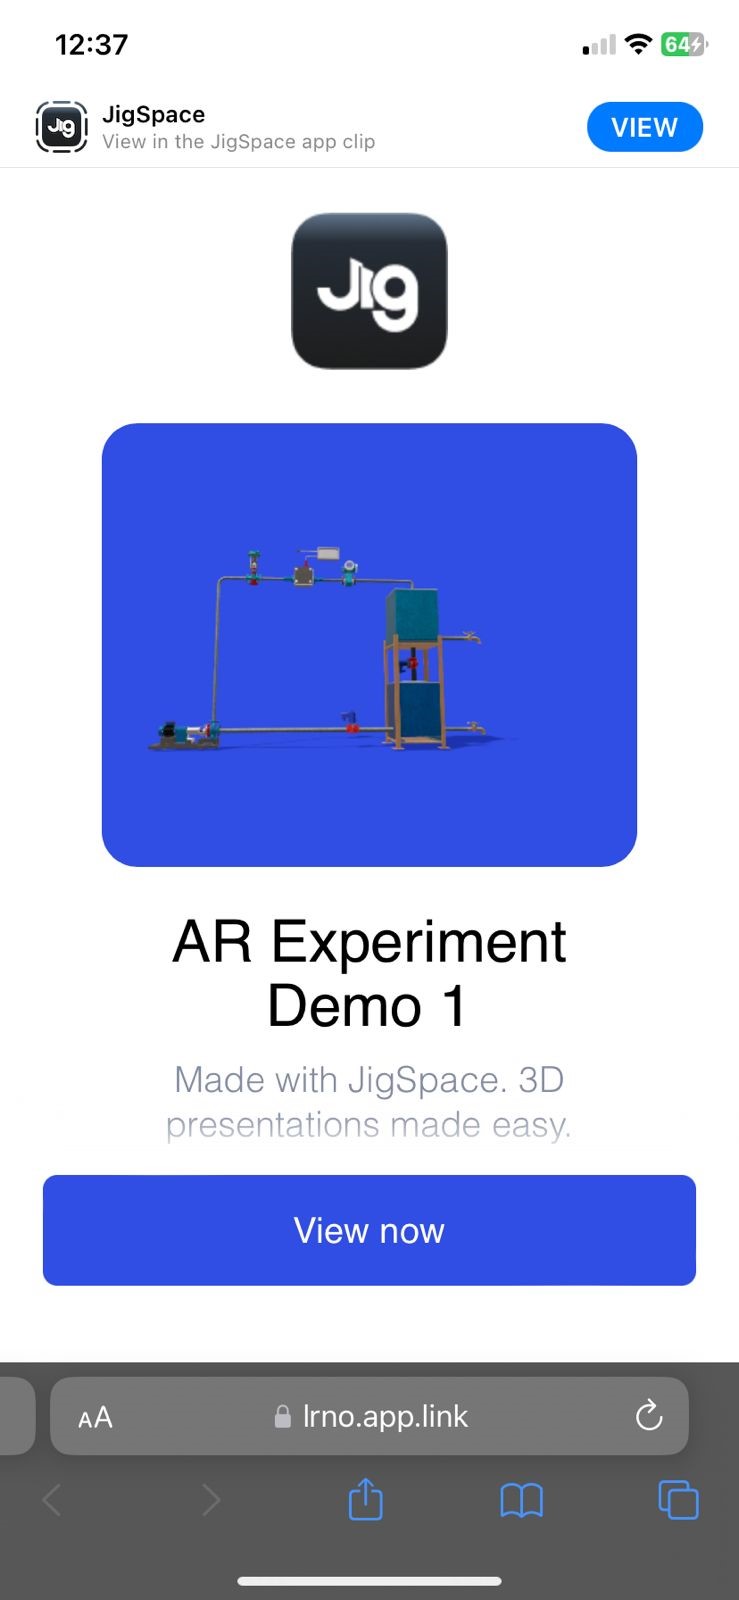 12:37
64
Jig
JigSpace
View in the JigSpace app clip
VIEW
Jig
AR Experiment
Demo 1
Made with JigSpace. 3D
presentations made easy.
View now
AA
lrno.app.link